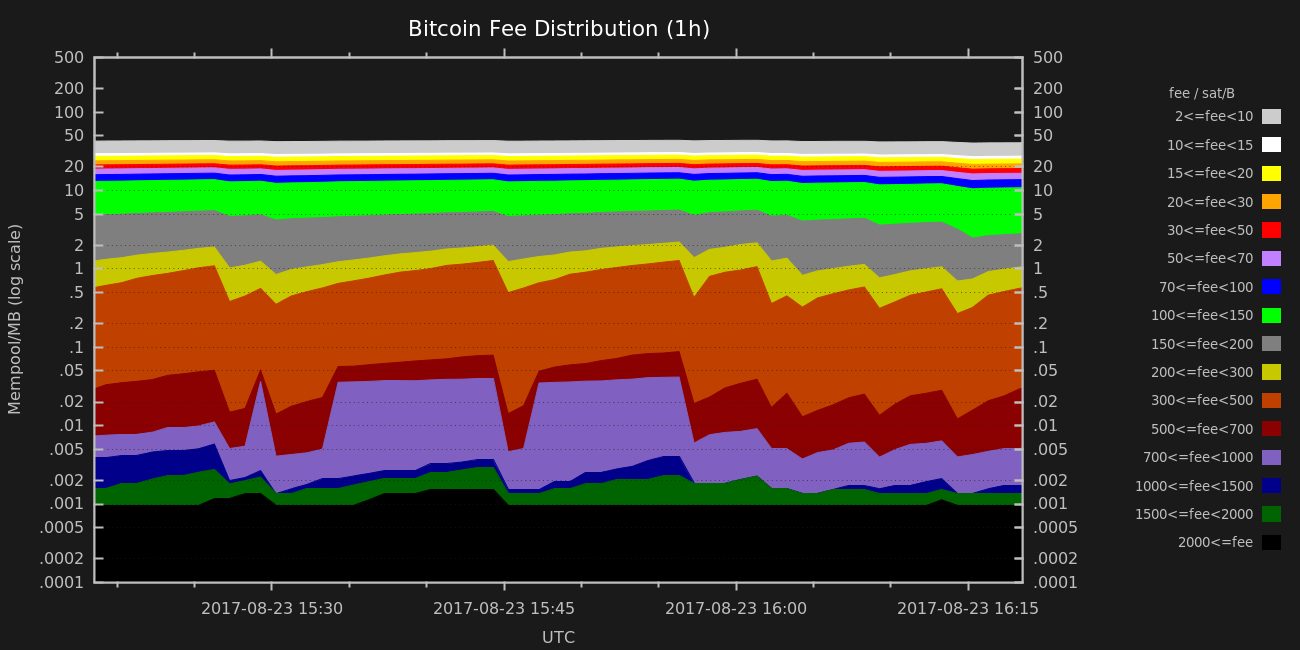 Bitcoin Fee Distribution (1h)
500 500
200 200
100 100
50 50
20 20
10 10
5 5
2 2
1 1
.5 .5
.2 .2
.1 .1
.05 .05
.02 .02
.01 .01
.005 .005
.002 .002
.001 .001
.0005 .0005
.0002 .0002
.0001 .0001
Mempool/MB (log scale)
2017-08-23 15:30 2017-08-23 15:45 2017-08-23 16:00 2017-08-23 16:15
UTC
fee / sat/B
2<=fee<10
10<=fee<15
15<=fee<20
20<=fee<30
30<=fee<50
50<=fee<70
70<=fee<100
100<=fee<150
150<=fee<200
200<=fee<300
300<=fee<500
500<=fee<700
700<=fee<1000
1000<=fee<1500
1500<=fee<2000
2000<=fee